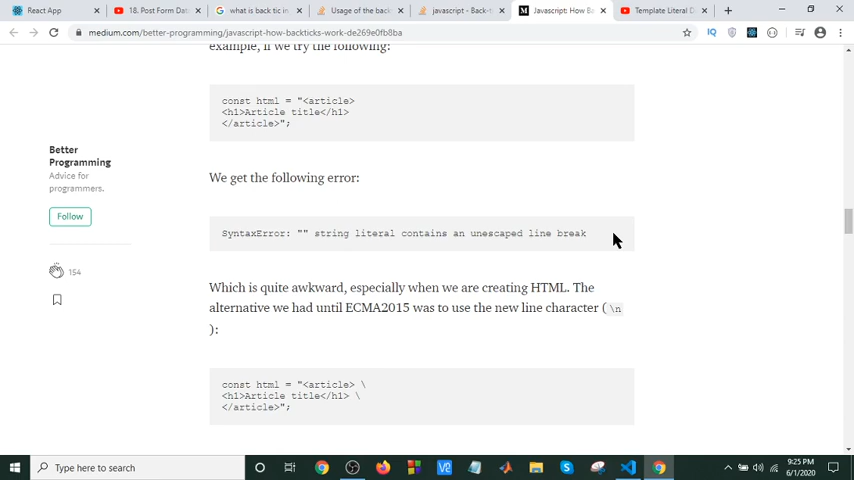 React App
18. Post Form Dat
what is back tic in
Usage of the back
javascript - Back-t
Javascript: How Ba
Template Literal D
medium.com/better-programming/javascript-how-backticks-work-de269e0fb8ba
example, if we try the following:
const html = "<article>
<h1>Article title</h1>
</article>";
Better
Programming
Advice for
programmers.
Follow
154
We get the following error:
SyntaxError: "" string literal contains an unescaped line break
Which is quite awkward, especially when we are creating HTML. The
alternative we had until ECMA2015 was to use the new line character ( \n
):
const html = "<article> \
<h1>Article title</h1> \
</article>";
Type here to search
9:25 PM
6/1/2020